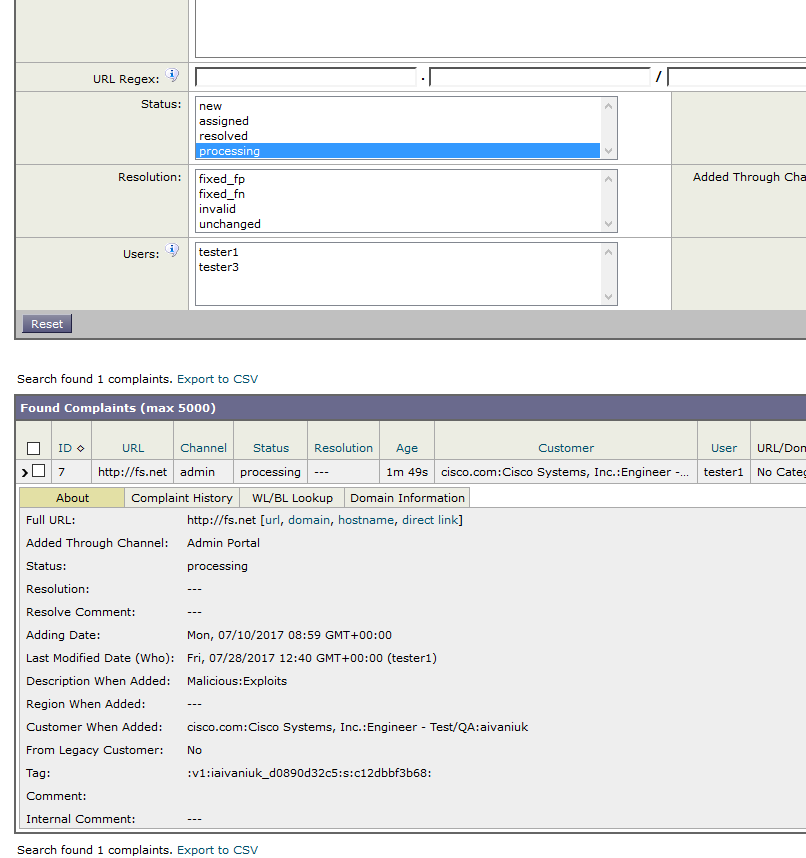 URL Regex: . /
Status:
new
assigned
resolved
processing
Resolution:
fixed_fp
fixed_fn
invalid
unchanged
Added Through Cha
Users:
tester1
tester3
Reset
Search found 1 complaints. Export to CSV
Found Complaints (max 5000)
ID URL Channel Status Resolution Age Customer User URL/Dom
7 http://fs.net admin processing --- 1m 49s cisco.com:Cisco Systems, Inc.:Engineer -... tester1 No Categ
About Complaint History WL/BL Lookup Domain Information
Full URL: http://fs.net [url, domain, hostname, direct link]
Added Through Channel: Admin Portal
Status: processing
Resolution: ---
Resolve Comment: ---
Adding Date: Mon, 07/10/2017 08:59 GMT+00:00
Last Modified Date (Who): Fri, 07/28/2017 12:40 GMT+00:00 (tester1)
Description When Added: Malicious:Exploits
Region When Added: ---
Customer When Added: cisco.com:Cisco Systems, Inc.:Engineer - Test/QA:aivaniuk
From Legacy Customer: No
Tag: :v1:iaivaniuk_d0890d32c5:s:c12dbbf3b68:
Comment:
Internal Comment: ---
Search found 1 complaints. Export to CSV